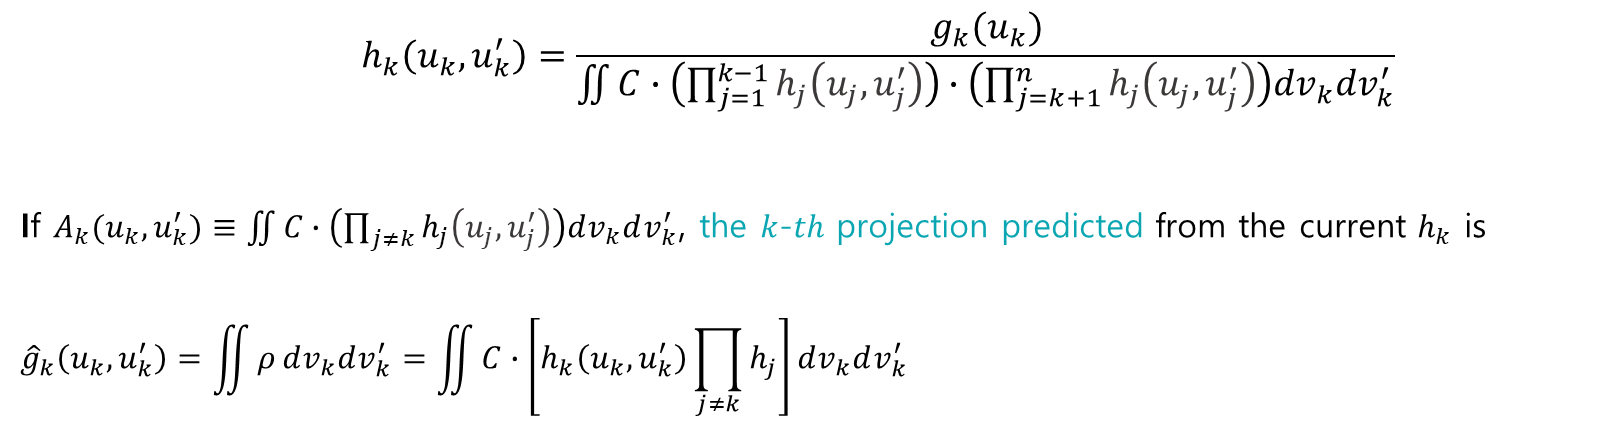 h_k(u_k, u′_k) = g_k(u_k) / ∬ C · (∏_{j=1}^{k−1} h_j(u_j, u′_j)) · (∏_{j=k+1}^{n} h_j(u_j, u′_j))dv_k dv′_k
If A_k(u_k, u′_k) ≡ ∬ C · (∏_{j≠k} h_j(u_j, u′_j))dv_k dv′_k, the k-th projection predicted from the current h_k is
ĝ_k(u_k, u′_k) = ∬ ρ dv_k dv′_k = ∬ C · [h_k(u_k, u′_k) ∏_{j≠k} h_j] dv_k dv′_k